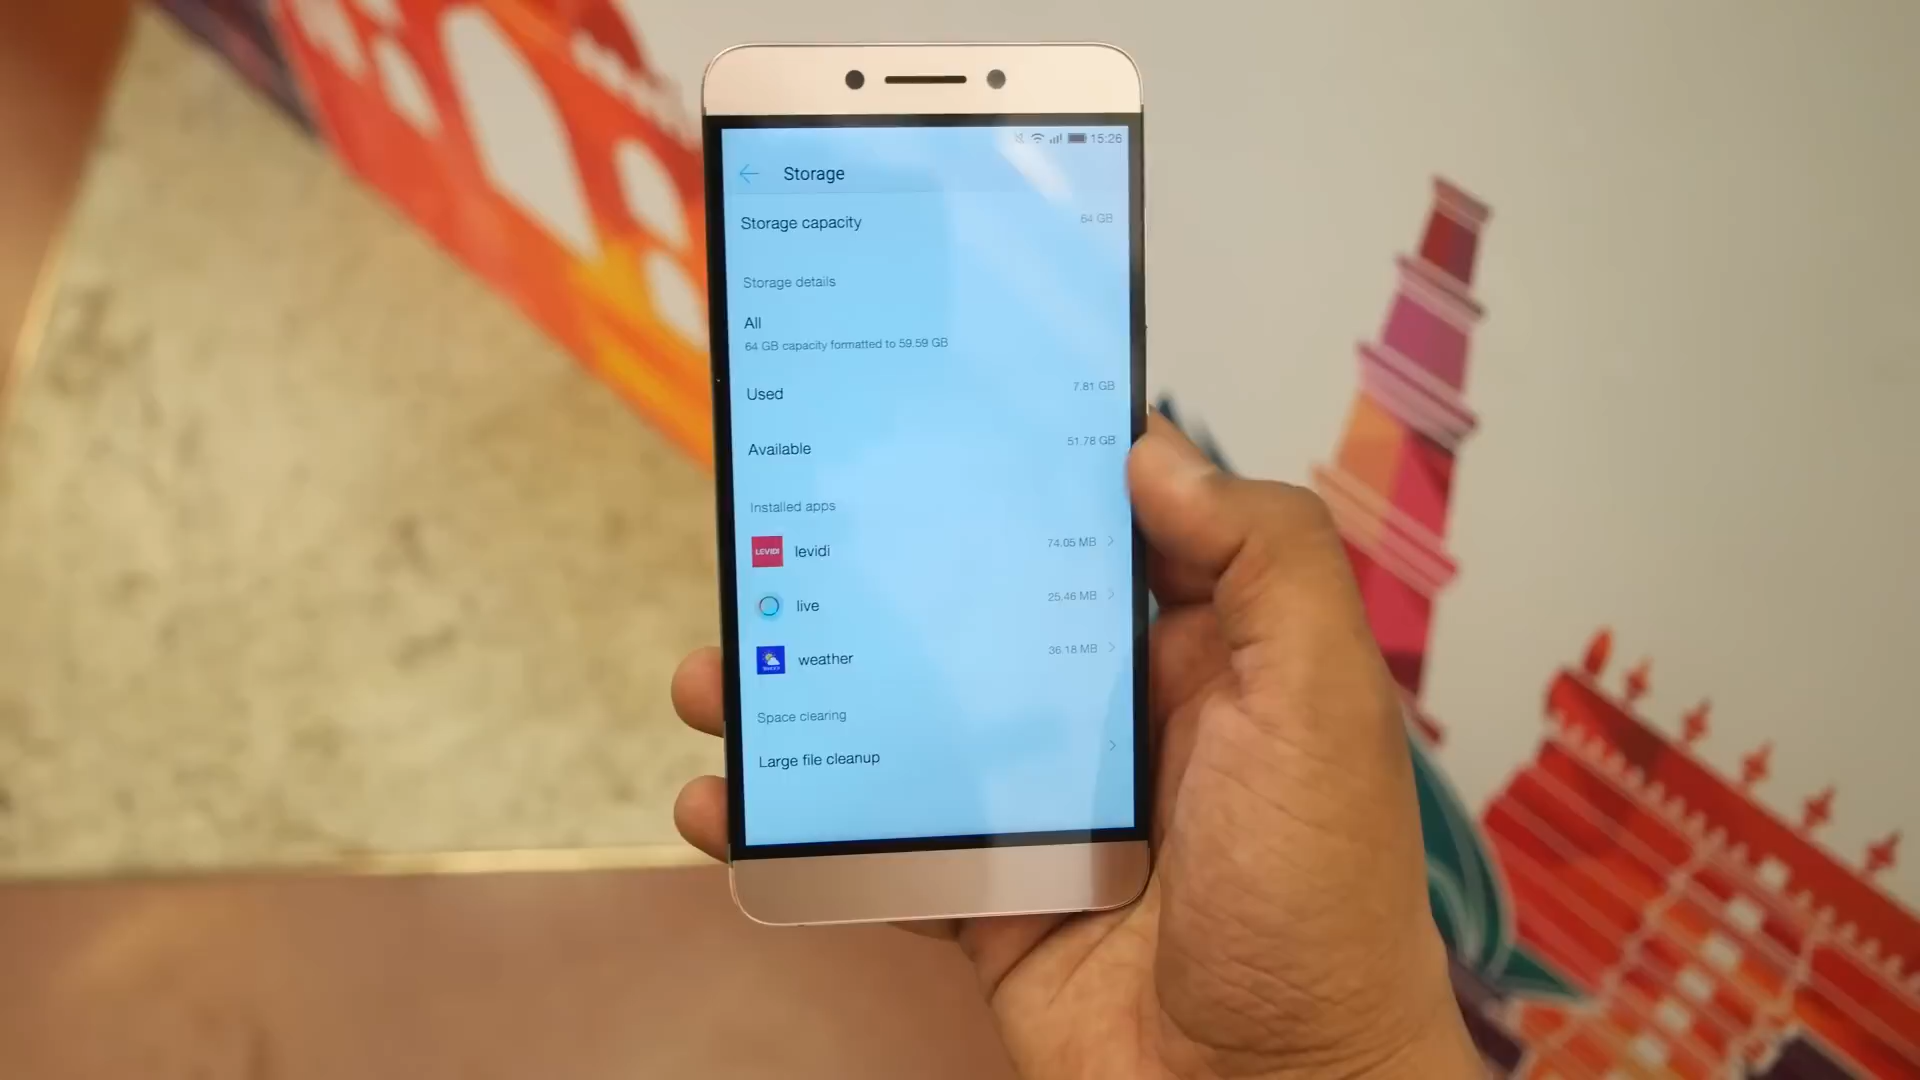 15:26
Storage
Storage capacity 64 GB
Storage details
All
64 GB capacity formatted to 59.59 GB
Used 7.81 GB
Available 51.78 GB
Installed apps
LEVIDI levidi 74.05 MB
live 25.46 MB
weather 36.18 MB
Space clearing
Large file cleanup